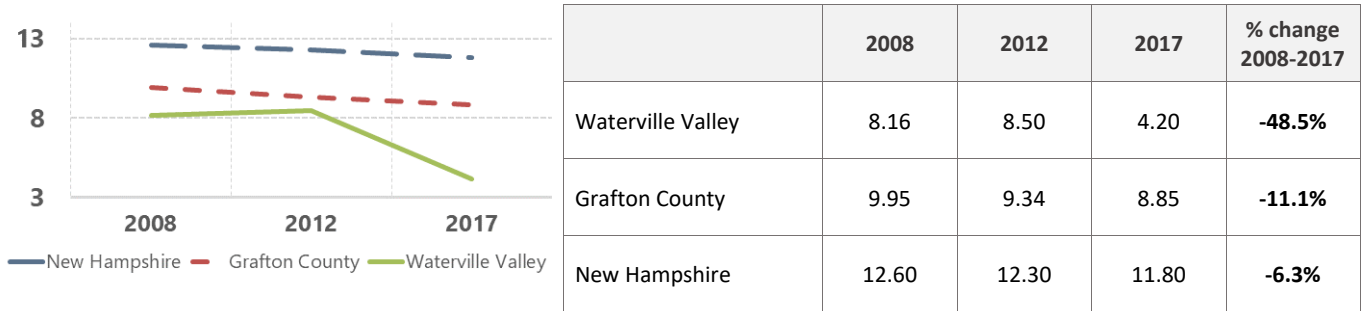 13
8
3
2008 2012 2017
New Hampshire Grafton County Waterville Valley
2008 2012 2017 % change
2008-2017
Waterville Valley 8.16 8.50 4.20 -48.5%
Grafton County 9.95 9.34 8.85 -11.1%
New Hampshire 12.60 12.30 11.80 -6.3%